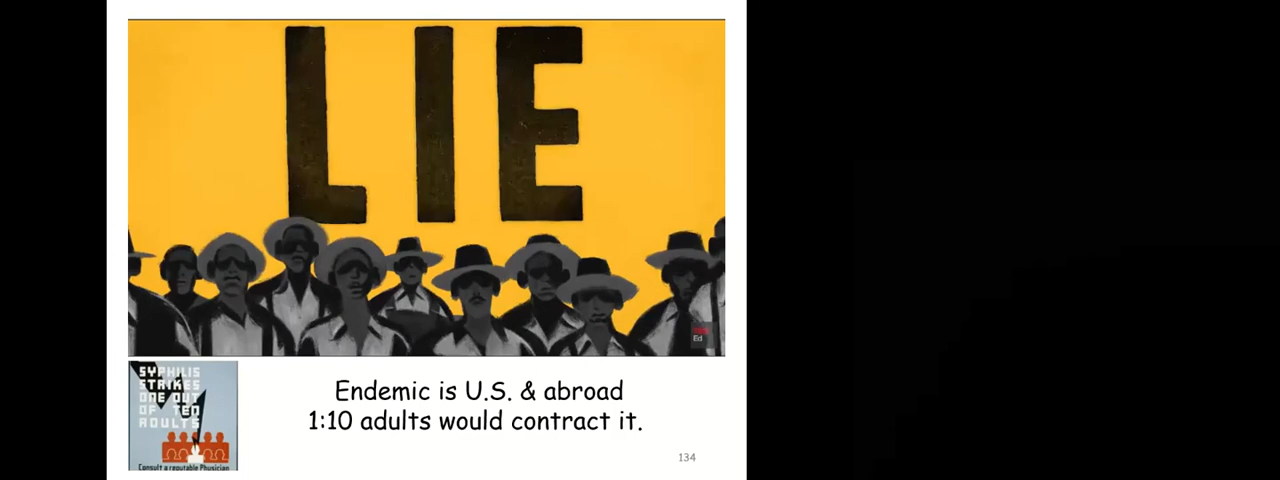 LIE
Ed
SYPHILIS
STRIKES
ONE OUT
OF TEN
ADULTS
Consult a reputable Physician
Endemic is U.S. & abroad
1:10 adults would contract it.
134